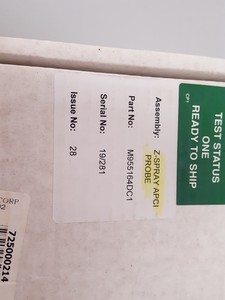 TEST STATUS
ONE
READY TO SHIP
CPI
Assembly: Z-SPRAY APCI
PROBE
Part No: M955164DC1
Serial No: 19/281
Issue No: 28
CORP
725000214